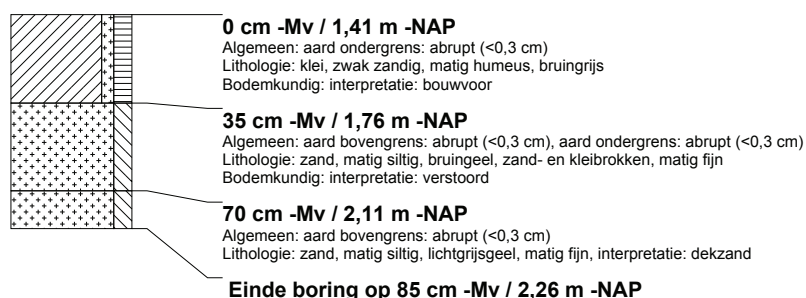 0 cm -Mv / 1,41 m -NAP
Algemeen: aard ondergrens: abrupt (<0,3 cm)
Lithologie: klei, zwak zandig, matig humeus, bruingrijs
Bodemkundig: interpretatie: bouwvoor
35 cm -Mv / 1,76 m -NAP
Algemeen: aard bovengrens: abrupt (<0,3 cm), aard ondergrens: abrupt (<0,3 cm)
Lithologie: zand, matig siltig, bruingeel, zand- en kleibrokken, matig fijn
Bodemkundig: interpretatie: verstoord
70 cm -Mv / 2,11 m -NAP
Algemeen: aard bovengrens: abrupt (<0,3 cm)
Lithologie: zand, matig siltig, lichtgrijsgeel, matig fijn, interpretatie: dekzand
Einde boring op 85 cm -Mv / 2,26 m -NAP